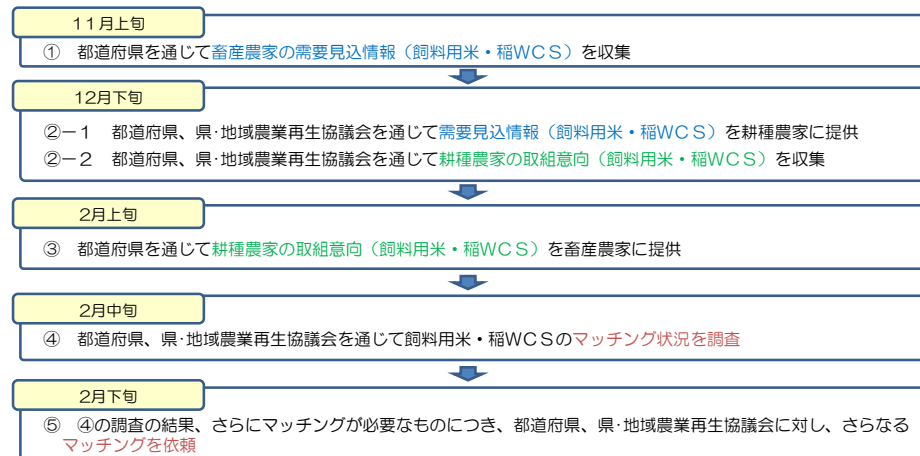 11月上旬
① 都道府県を通じて畜産農家の需要見込情報（飼料用米・稲WCS）を収集
12月下旬
②－1 都道府県、県･地域農業再生協議会を通じて需要見込情報（飼料用米・稲WCS）を耕種農家に提供
②－2 都道府県、県･地域農業再生協議会を通じて耕種農家の取組意向（飼料用米・稲WCS）を収集
2月上旬
③ 都道府県を通じて耕種農家の取組意向（飼料用米・稲WCS）を畜産農家に提供
2月中旬
④ 都道府県、県･地域農業再生協議会を通じて飼料用米・稲WCSのマッチング状況を調査
2月下旬
⑤ ④の調査の結果、さらにマッチングが必要なものにつき、都道府県、県･地域農業再生協議会に対し、さらなる
マッチングを依頼